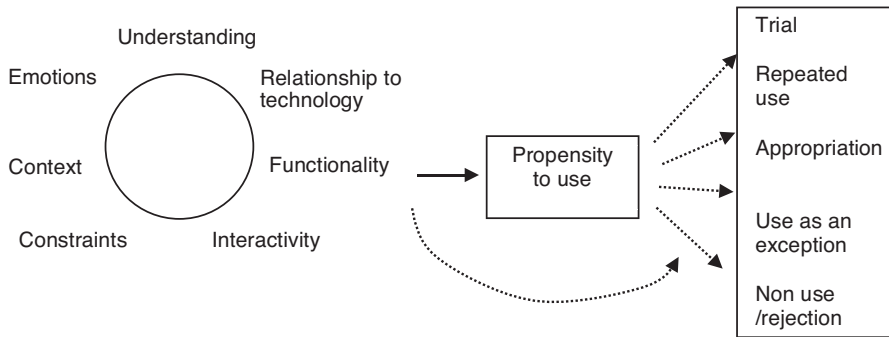 Understanding
Emotions
Relationship to
technology
Context
Functionality
Constraints
Interactivity
Propensity
to use
Trial
Repeated
use
Appropriation
Use as an
exception
Non use
/rejection